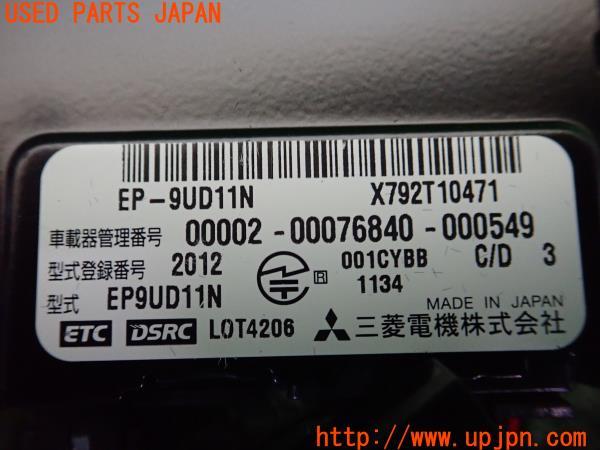 USED PARTS JAPAN
EP-9UD11N X792T10471
車載器管理番号 00002-00076840-000549
型式登録番号 2012 R 001CYBB C/D 3
1134
型式 EP9UD11N MADE IN JAPAN
ETC DSRC LOT4206 三菱電機株式会社
http://www.upjpn.com/